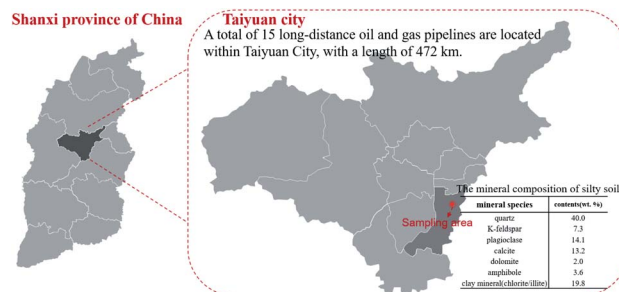 Shanxi province of China
Taiyuan city
A total of 15 long-distance oil and gas pipelines are located
within Taiyuan City, with a length of 472 km.
The mineral composition of silty soil
Sampling area
mineral species contents(wt. %)
quartz 40.0
K-feldspar 7.3
plagioclase 14.1
calcite 13.2
dolomite 2.0
amphibole 3.6
clay mineral(chlorite/illite) 19.8